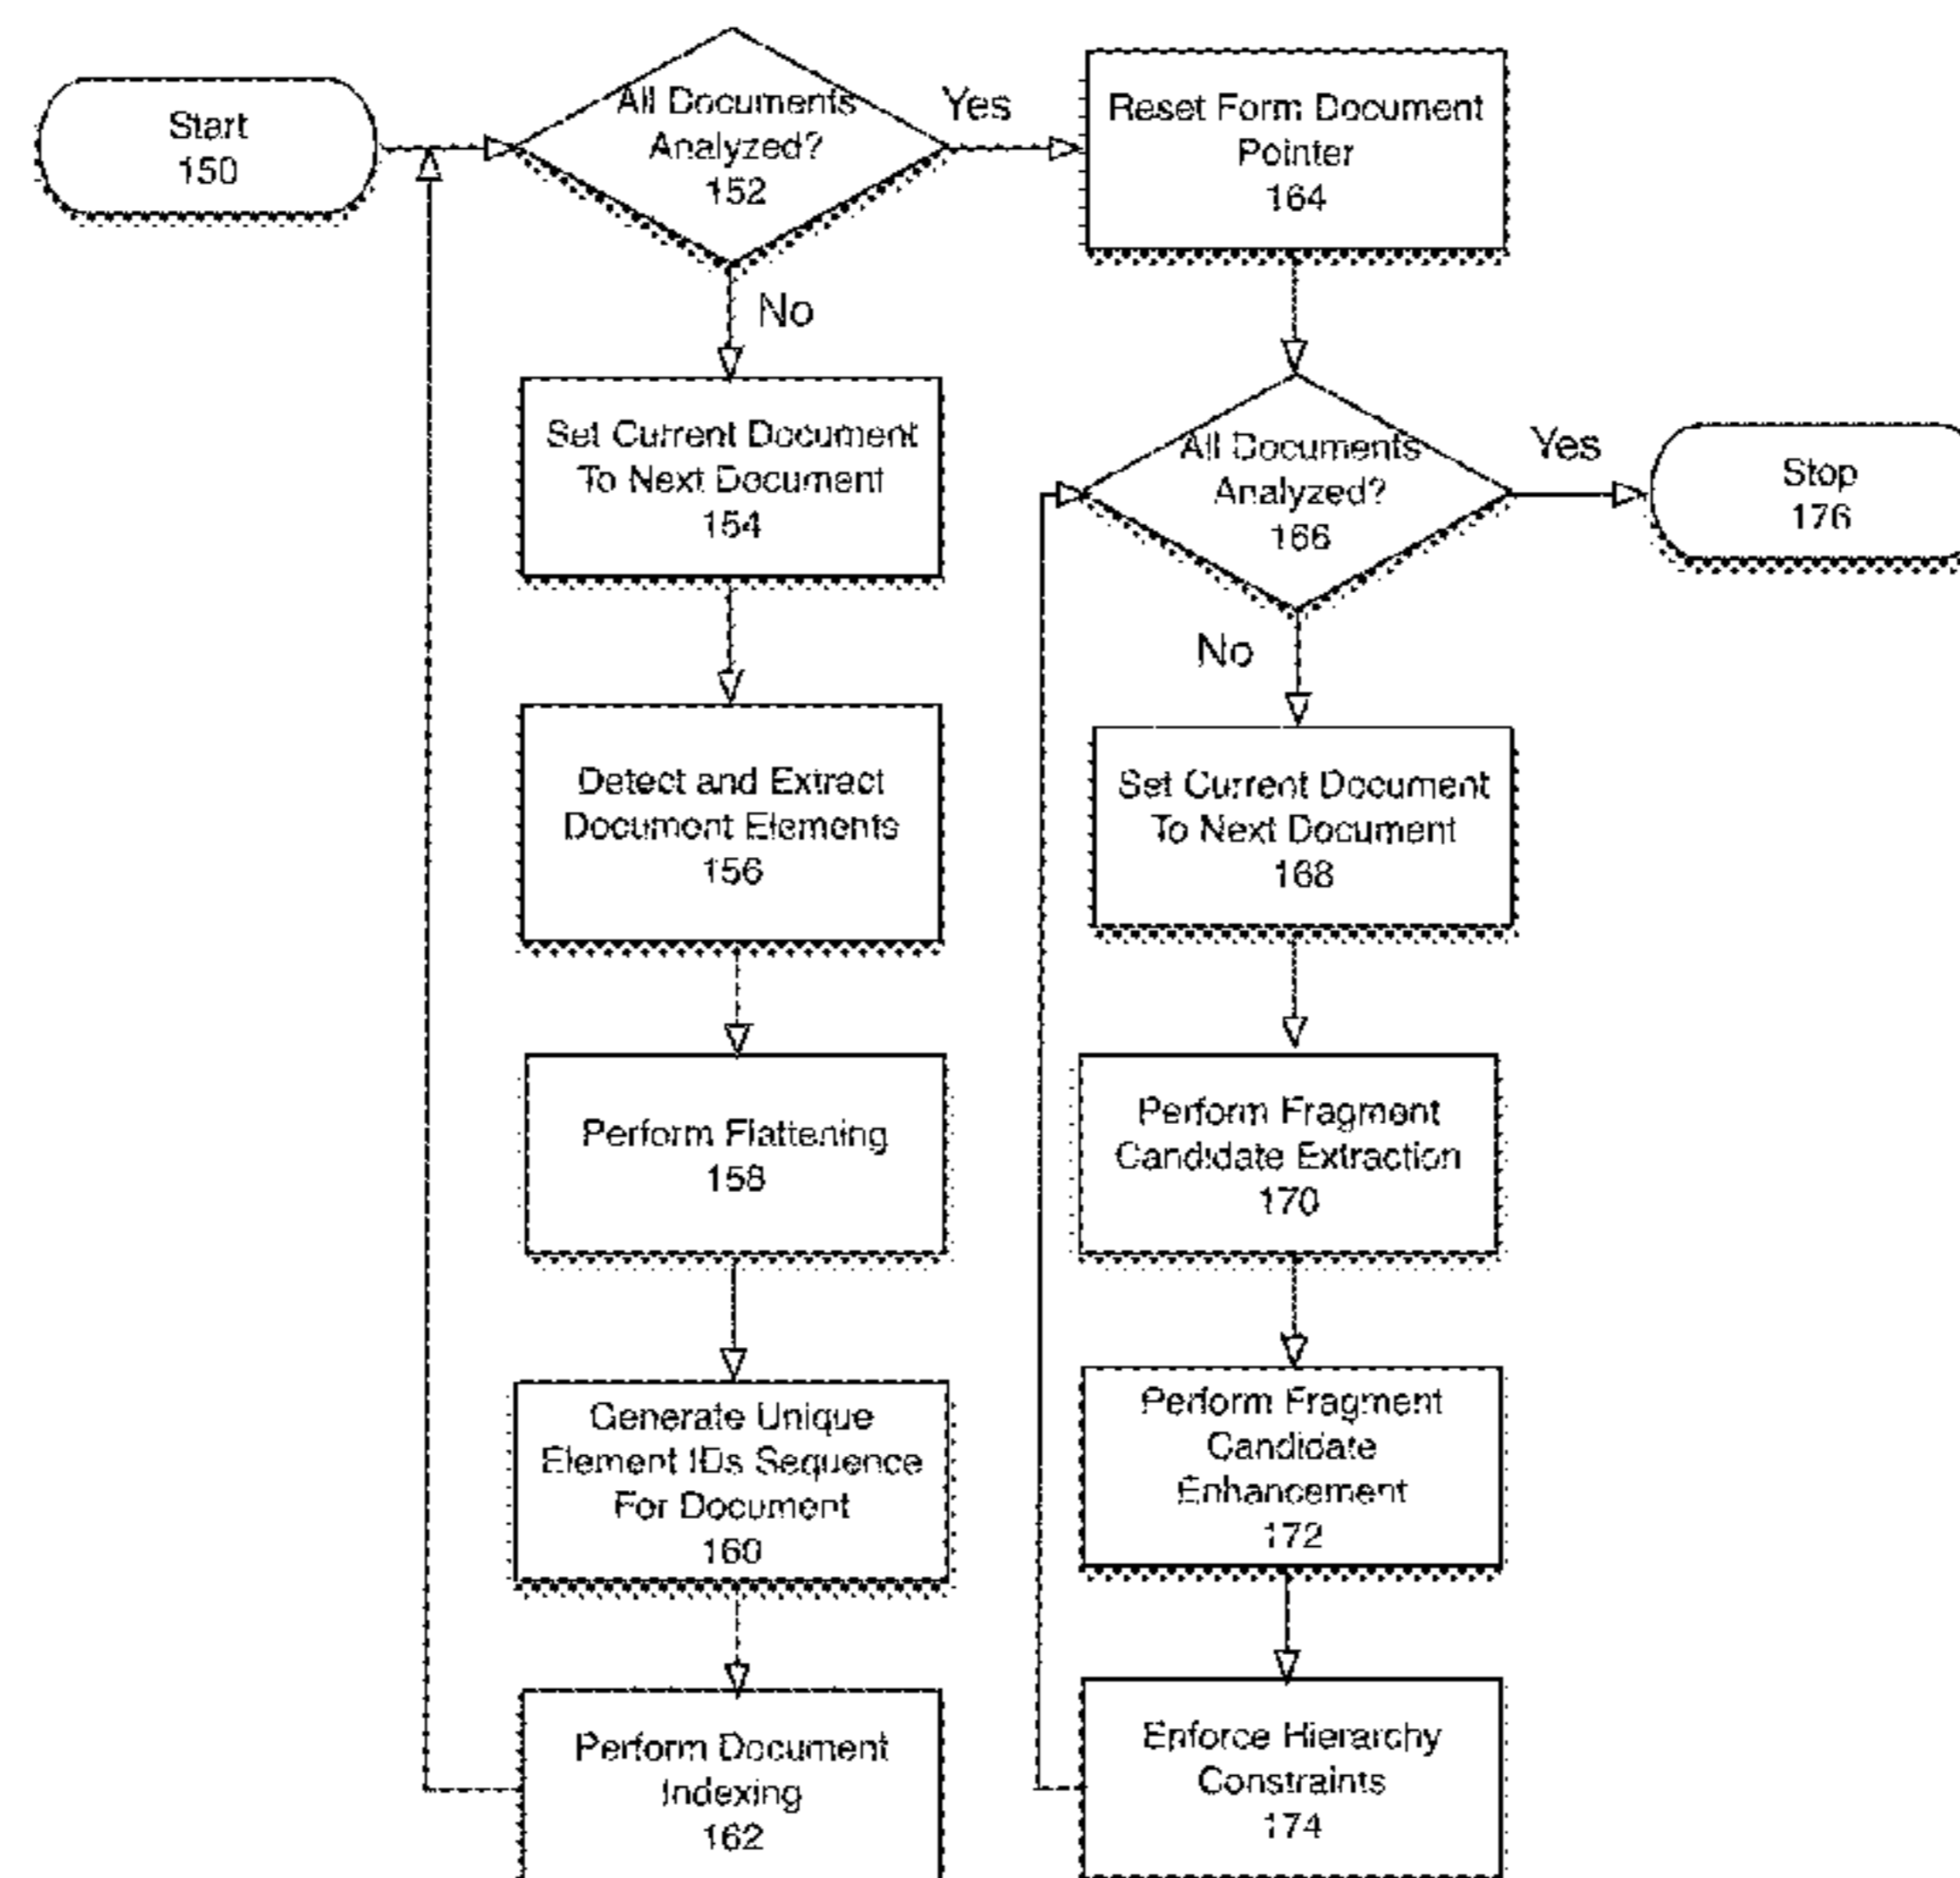 Start
150
All Documents
Analyzed?
152
Yes
No
Set Current Document
To Next Document
154
Detect and Extract
Document Elements
156
Perform Flattening
158
Generate Unique
Element IDs Sequence
For Document
160
Perform Document
Indexing
162
Reset Form Document
Pointer
164
All Documents
Analyzed?
166
Yes
Stop
176
No
Set Current Document
To Next Document
168
Perform Fragment
Candidate Extraction
170
Perform Fragment
Candidate
Enhancement
172
Enforce Hierarchy
Constraints
174